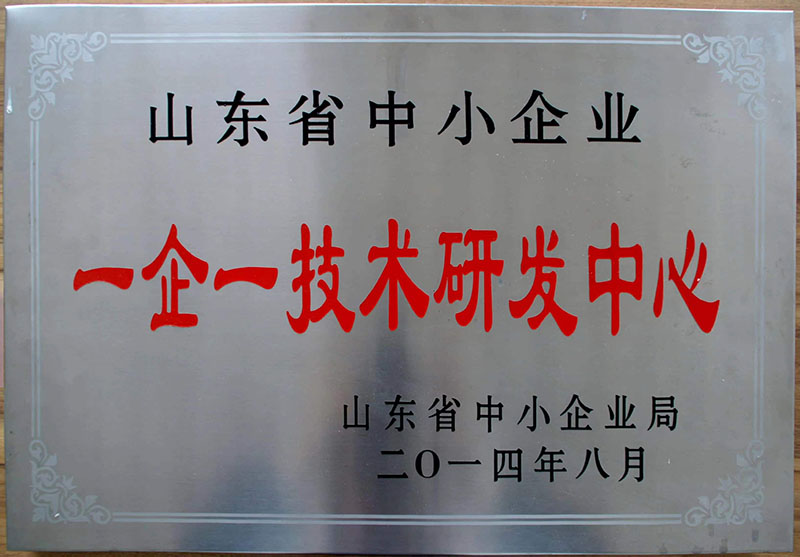 山东省中小企业
一企一技术研发中心
山东省中小企业局
二O一四年八月